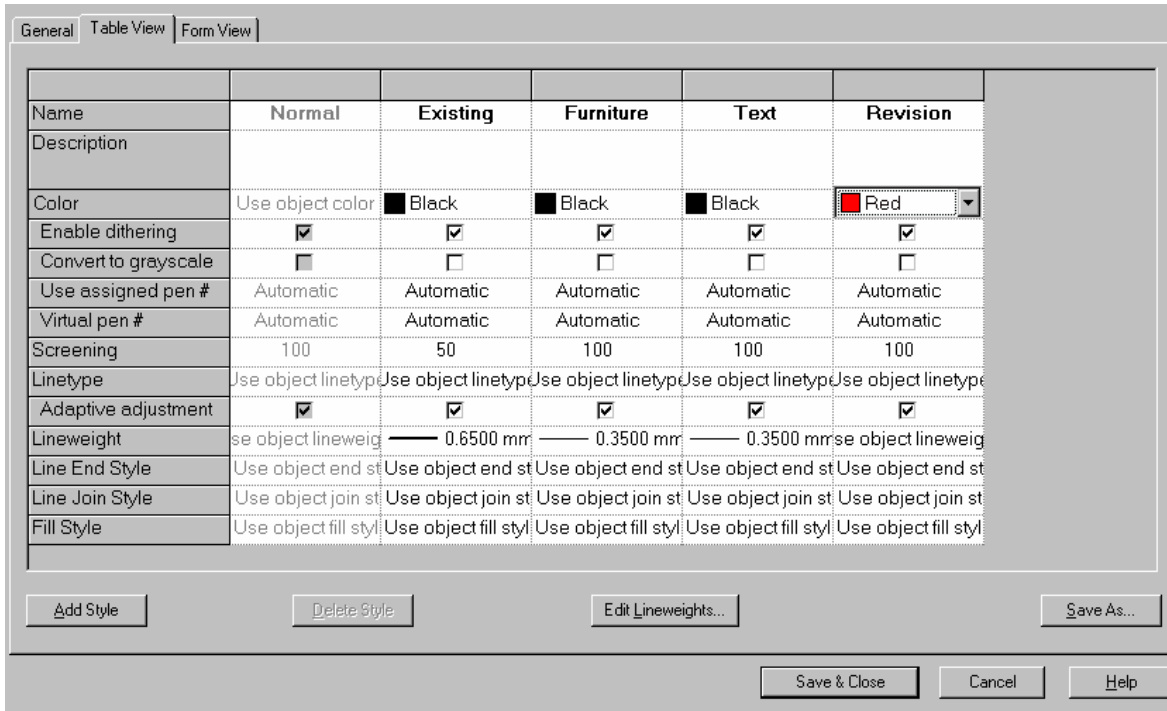 General Table View Form View
Name Normal Existing Furniture Text Revision
Description
Color Use object color Black Black Black Red
Enable dithering
Convert to grayscale
Use assigned pen # Automatic Automatic Automatic Automatic Automatic
Virtual pen # Automatic Automatic Automatic Automatic Automatic
Screening 100 50 100 100 100
Linetype Use object linetype Use object linetype Use object linetype Use object linetype Use object linetype
Adaptive adjustment
Lineweight se object lineweig 0.6500 mm 0.3500 mm 0.3500 mm se object lineweig
Line End Style Use object end st Use object end st Use object end st Use object end st Use object end st
Line Join Style Use object join st Use object join st Use object join st Use object join st Use object join st
Fill Style Use object fill styl Use object fill styl Use object fill styl Use object fill styl Use object fill styl
Add Style Delete Style Edit Lineweights... Save As...
Save & Close Cancel Help